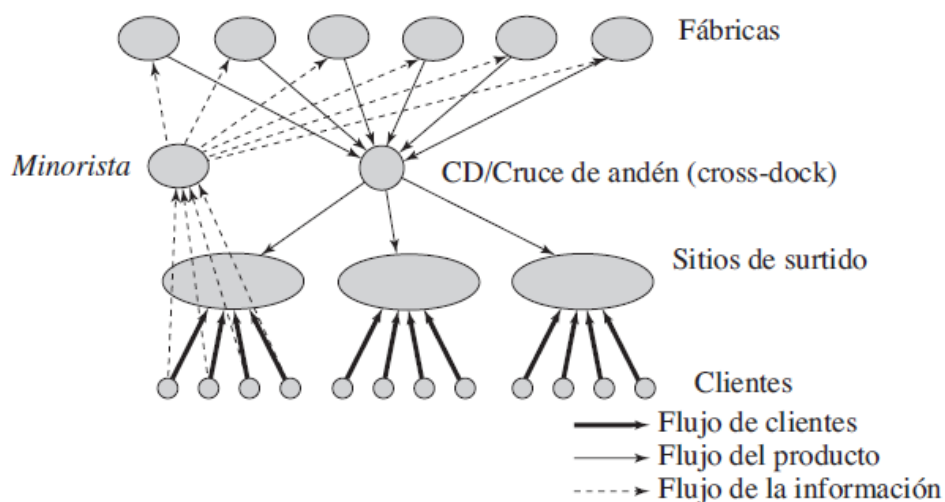 Fábricas
Minorista
CD/Cruce de andén (cross-dock)
Sitios de surtido
Clientes
Flujo de clientes
Flujo del producto
Flujo de la información